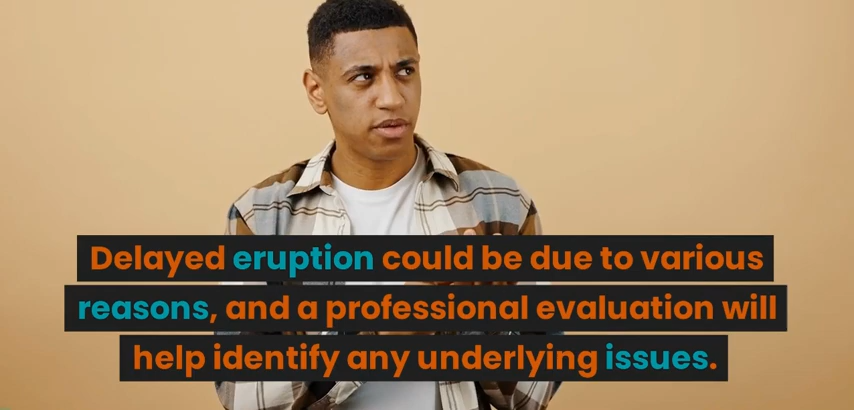 Delayed eruption could be due to various
reasons, and a professional evaluation will
help identify any underlying issues.